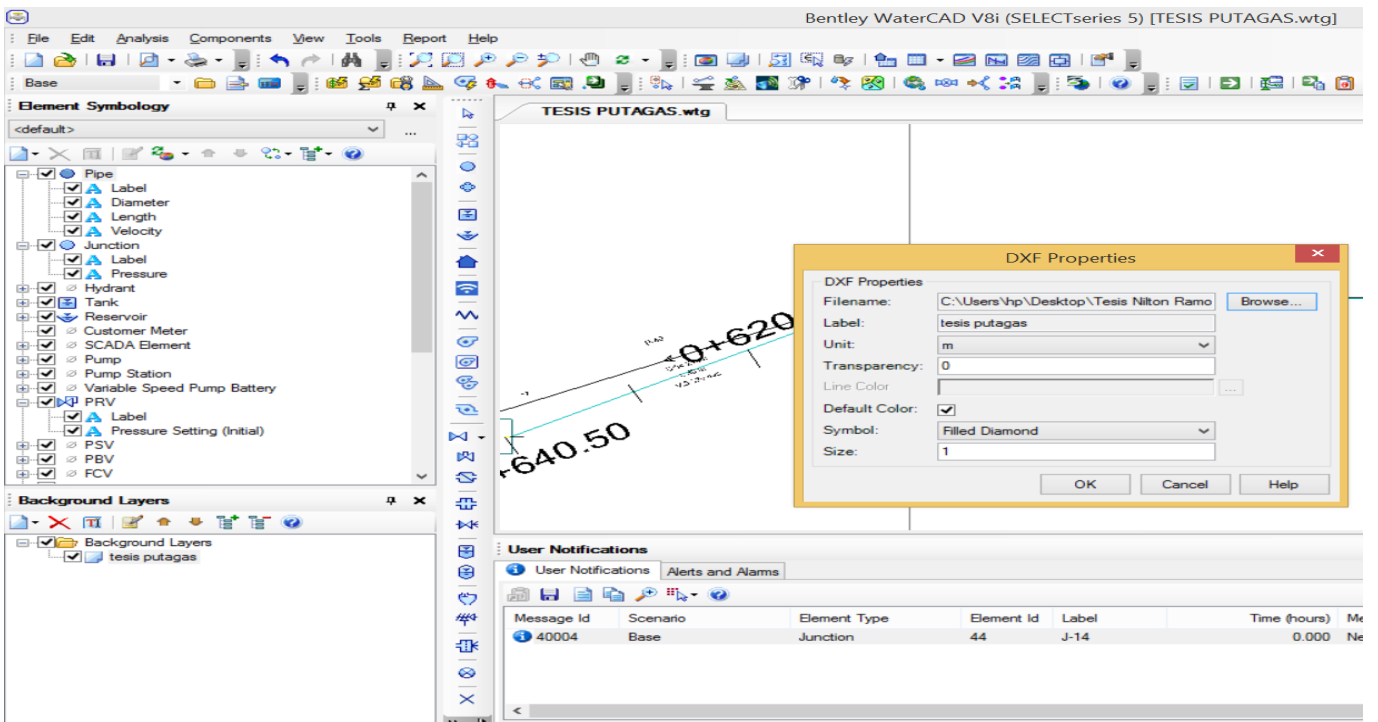 Bentley WaterCAD V8i (SELECTseries 5) [TESIS PUTAGAS.wtg]
File Edit Analysis Components View Tools Report Help
Base
Element Symbology
<default>
...
Pipe
Label
Diameter
Length
Velocity
Junction
Label
Pressure
Hydrant
Tank
Reservoir
Customer Meter
SCADA Element
Pump
Pump Station
Variable Speed Pump Battery
PRV
Label
Pressure Setting (Initial)
PSV
PBV
FCV
Background Layers
Background Layers
tesis putagas
TESIS PUTAGAS.wtg
0+620
+640.50
DXF Properties
DXF Properties
Filename: C:\Users\hp\Desktop\Tesis Nilton Ramo Browse...
Label: tesis putagas
Unit: m
Transparency: 0
Line Color ...
Default Color:
Symbol: Filled Diamond
Size: 1
OK Cancel Help
User Notifications
User Notifications Alerts and Alarms
Message Id Scenario Element Type Element Id Label Time (hours) Me
40004 Base Junction 44 J-14 0.000 Ne